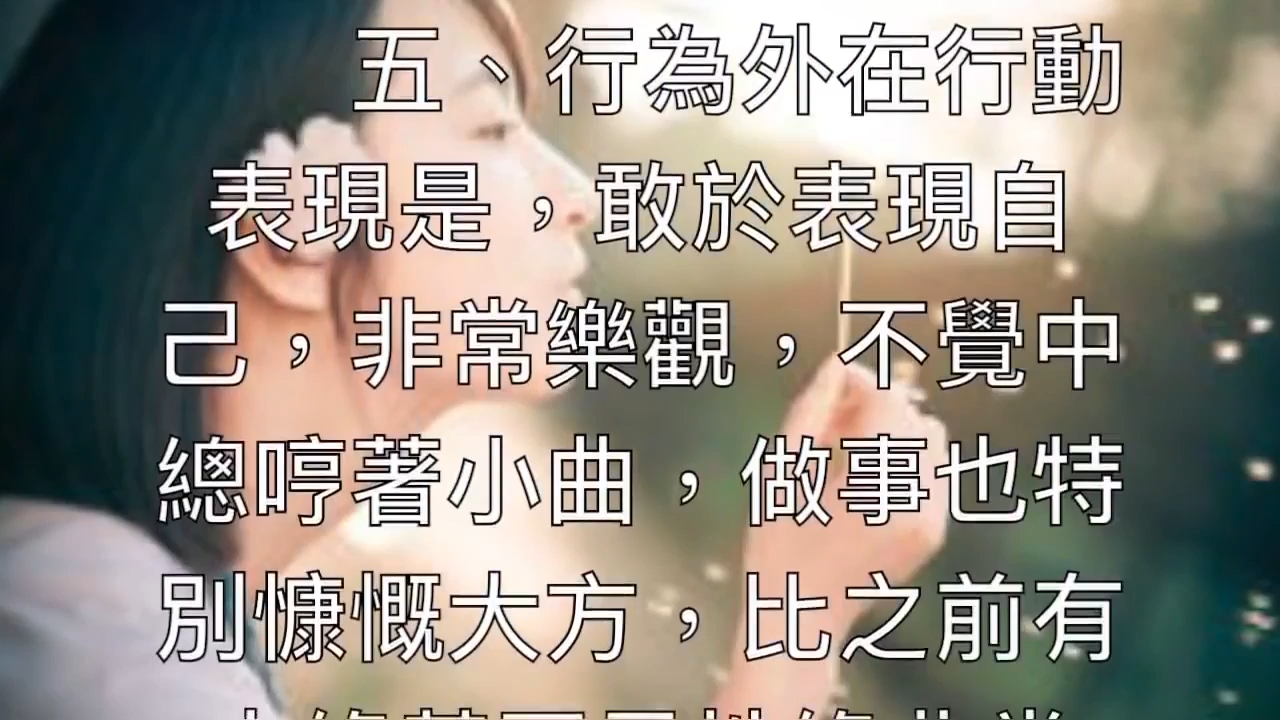 五、行為外在行動
表現是，敢於表現自
己，非常樂觀，不覺中
總哼著小曲，做事也特
別慷慨大方，比之前有